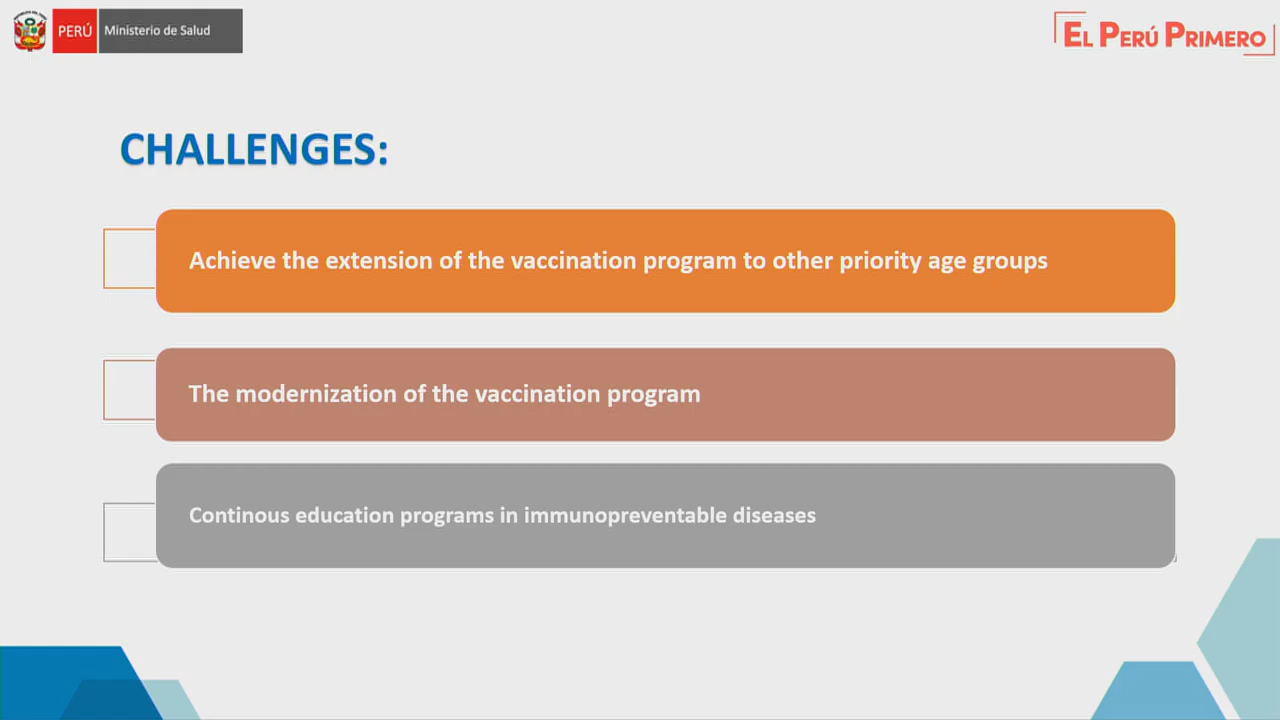 PERÚ
Ministerio de Salud
EL PERÚ PRIMERO
CHALLENGES:
Achieve the extension of the vaccination program to other priority age groups
The modernization of the vaccination program
Continous education programs in immunopreventable diseases